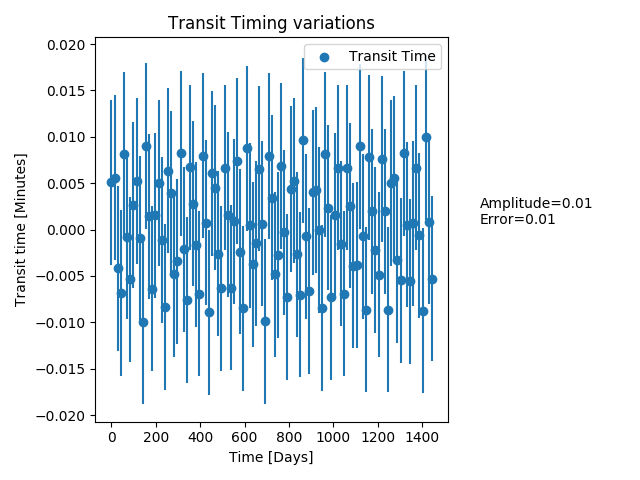 Transit Timing variations
Transit Time
0.020
0.015
0.010
0.005
0.000
−0.005
−0.010
−0.015
−0.020
Transit time [Minutes]
Amplitude=0.01
Error=0.01
0 200 400 600 800 1000 1200 1400
Time [Days]